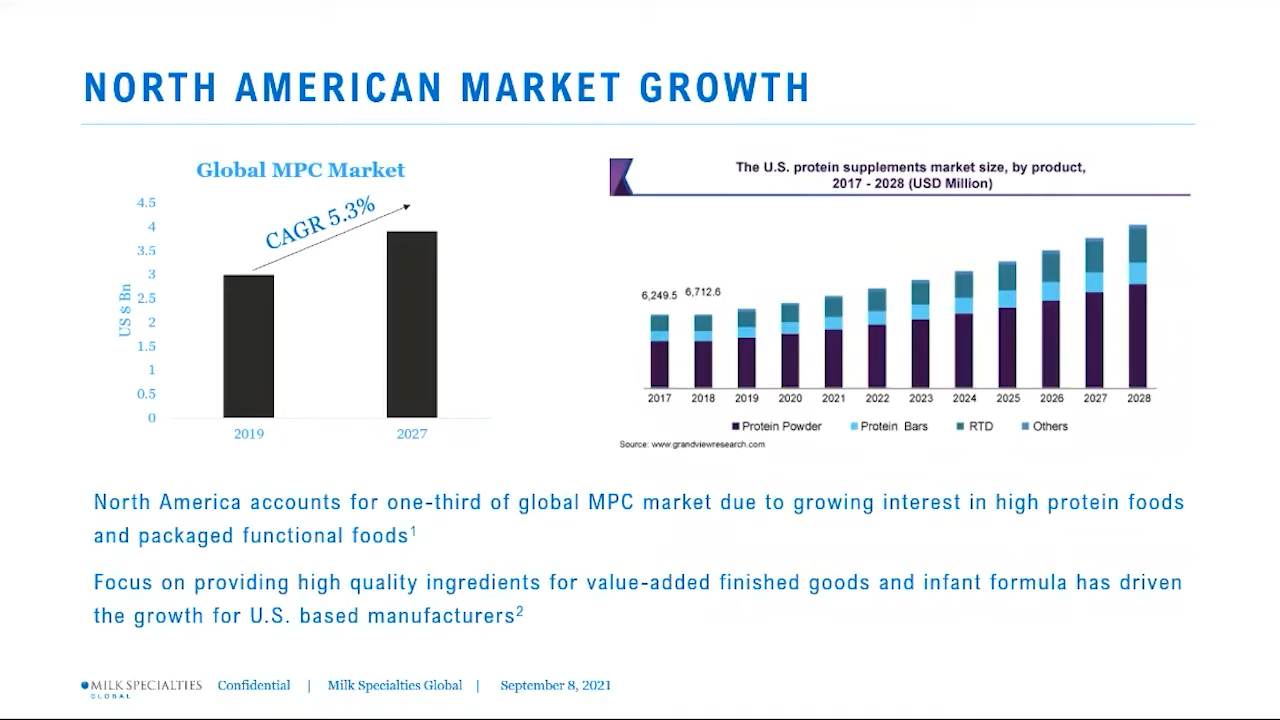 NORTH AMERICAN MARKET GROWTH
Global MPC Market
US $ Bn
4.5
4
3.5
3
2.5
2
1.5
1
0.5
0
CAGR 5.3%
2019
2027
The U.S. protein supplements market size, by product,
2017 - 2028 (USD Million)
6,249.5
6,712.6
2017 2018 2019 2020 2021 2022 2023 2024 2025 2026 2027 2028
Protein Powder Protein Bars RTD Others
Source: www.grandviewresearch.com
North America accounts for one-third of global MPC market due to growing interest in high protein foods
and packaged functional foods¹
Focus on providing high quality ingredients for value-added finished goods and infant formula has driven
the growth for U.S. based manufacturers²
MILK SPECIALTIES
GLOBAL
Confidential | Milk Specialties Global | September 8, 2021